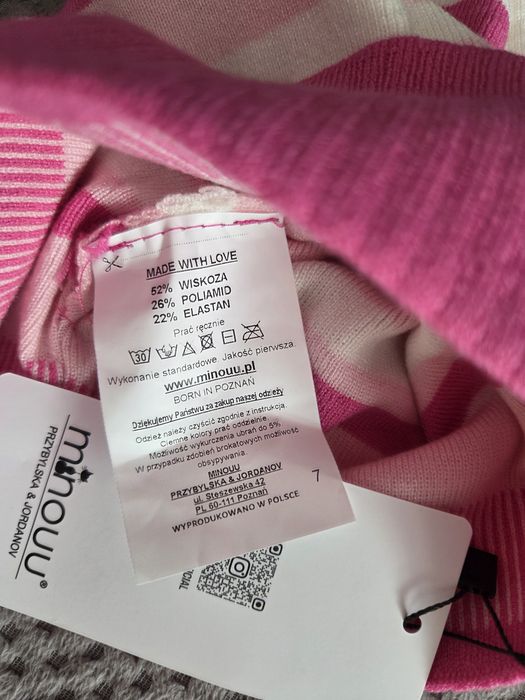 MADE WITH LOVE
52% WISKOZA
26% POLIAMID
22% ELASTAN
Prać ręcznie
30
Wykonanie standardowe. Jakość pierwsza.
www.minouu.pl
BORN IN POZNAŃ
Dziękujemy Państwu za zakup naszej odzieży
Odzież należy czyścić zgodnie z instrukcją.
Ciemne kolory prać oddzielnie.
Możliwość wykurczenia ubrań do 5%
W przypadku zdobień brokatowych możliwość
obsypywania.
MINOUU
PRZYBYLSKA & JORDANOV
ul. Steszewska 42
PL 60-111 Poznań
WYPRODUKOWANO W POLSCE
7
minouu®
PRZYBYLSKA & JORDANOV